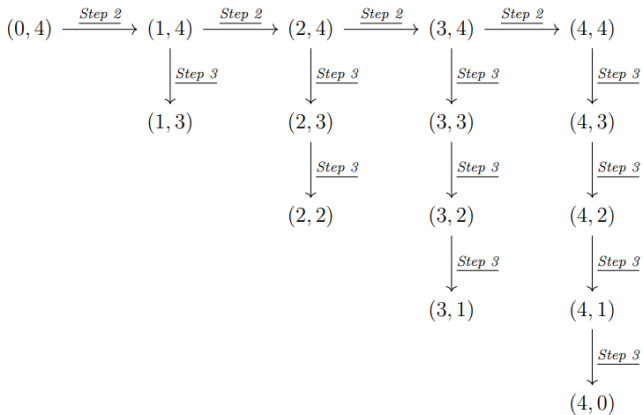 Step 2 Step 2 Step 2 Step 2
(0, 4) (1, 4) (2, 4) (3, 4) (4, 4)
Step 3 Step 3 Step 3 Step 3
(1, 3) (2, 3) (3, 3) (4, 3)
Step 3 Step 3 Step 3
(2, 2) (3, 2) (4, 2)
Step 3 Step 3
(3, 1) (4, 1)
Step 3
(4, 0)